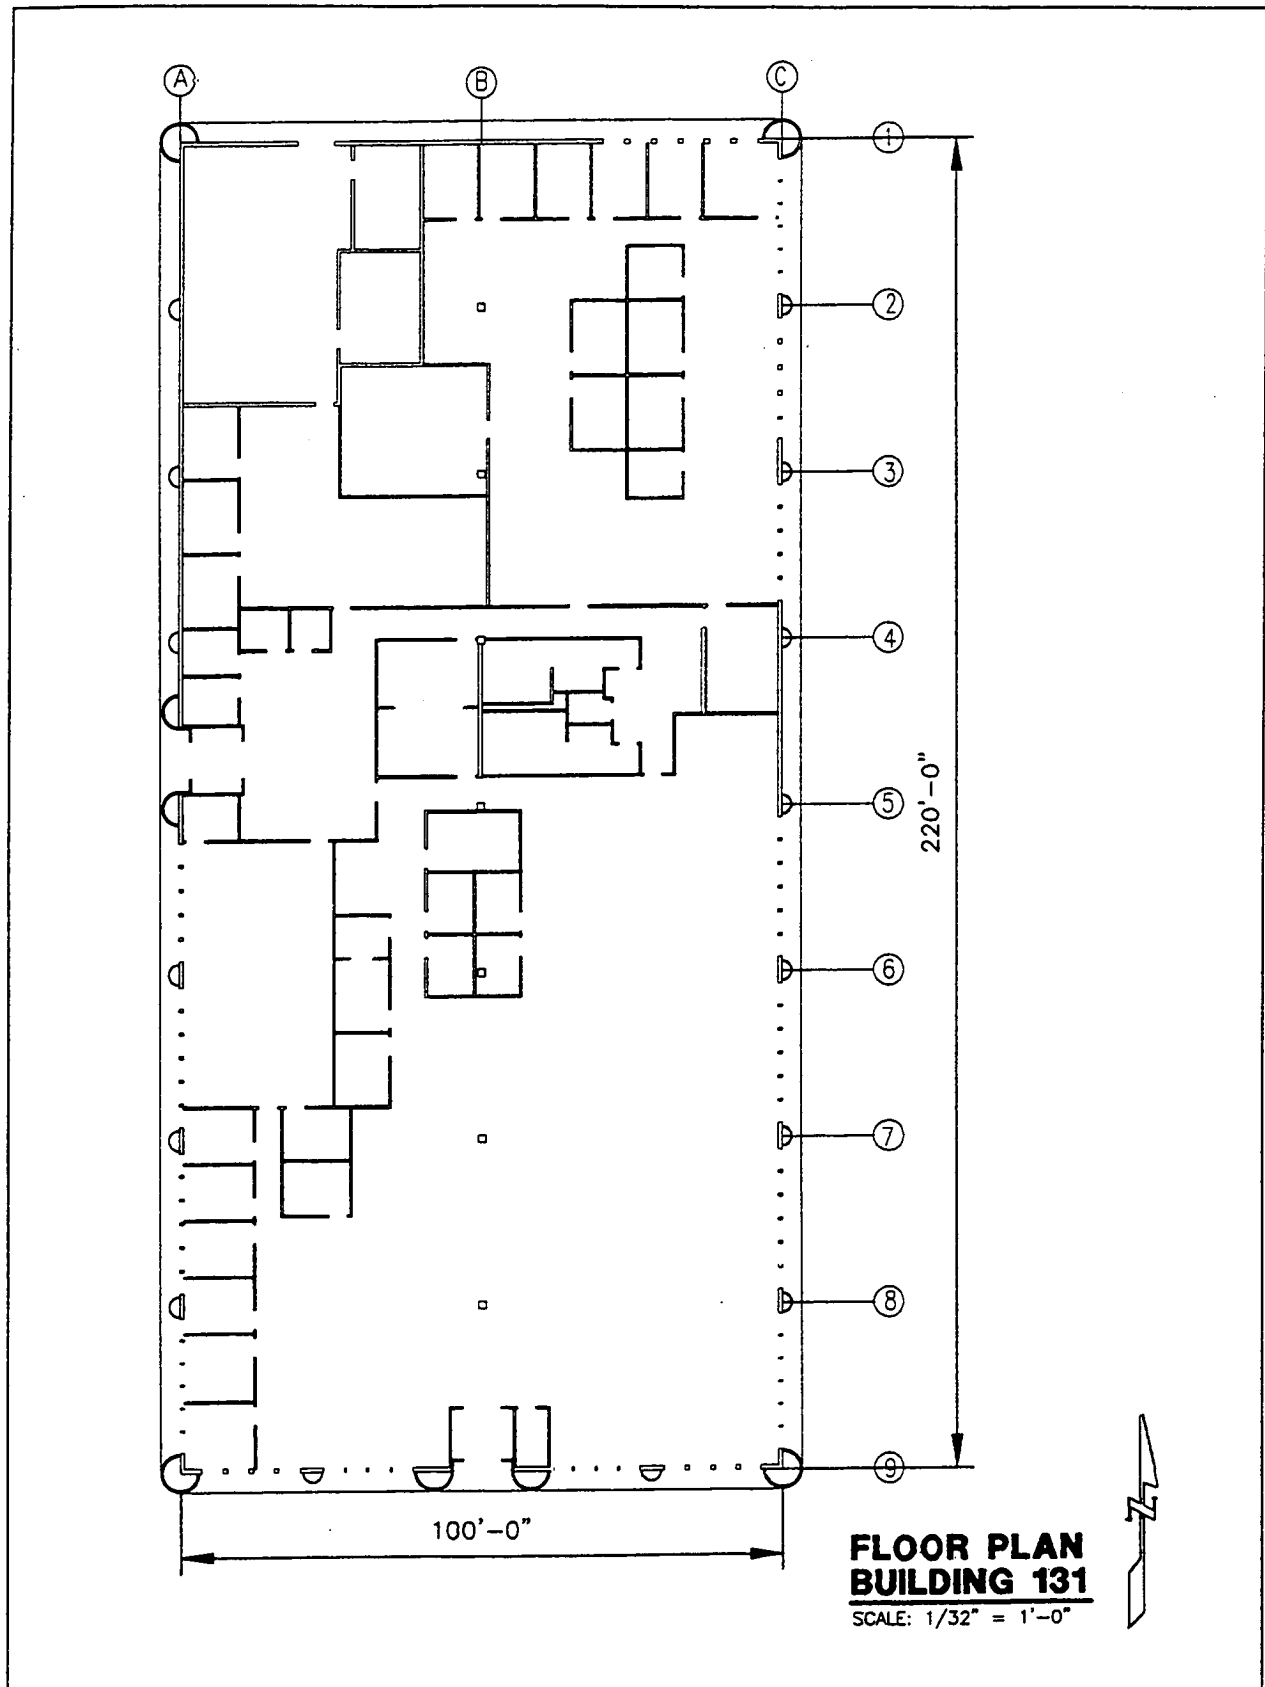 A B C
1
2
3
4
5
6
7
8
9
220'-0"
100'-0"
FLOOR PLAN
BUILDING 131
SCALE: 1/32" = 1'-0"
N